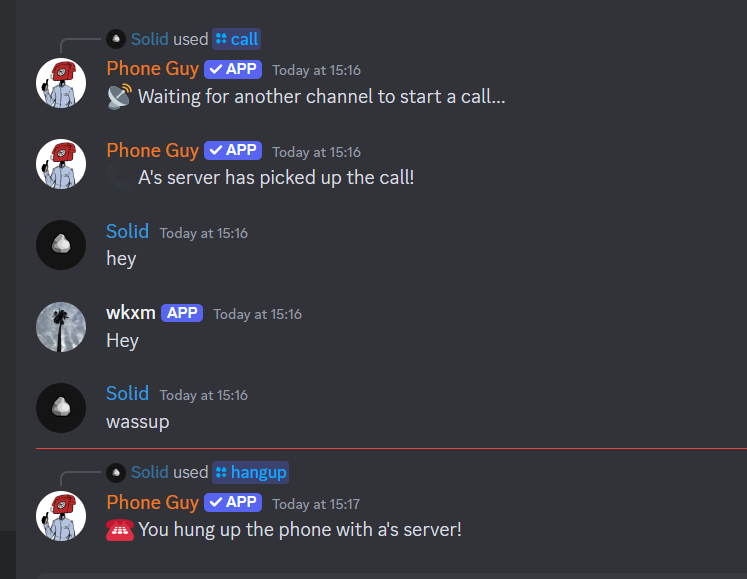 Solid used call
Phone Guy APP Today at 15:16
Waiting for another channel to start a call...
Phone Guy APP Today at 15:16
A's server has picked up the call!
Solid Today at 15:16
hey
wkxm APP Today at 15:16
Hey
Solid Today at 15:16
wassup
Solid used hangup
Phone Guy APP Today at 15:17
You hung up the phone with a's server!